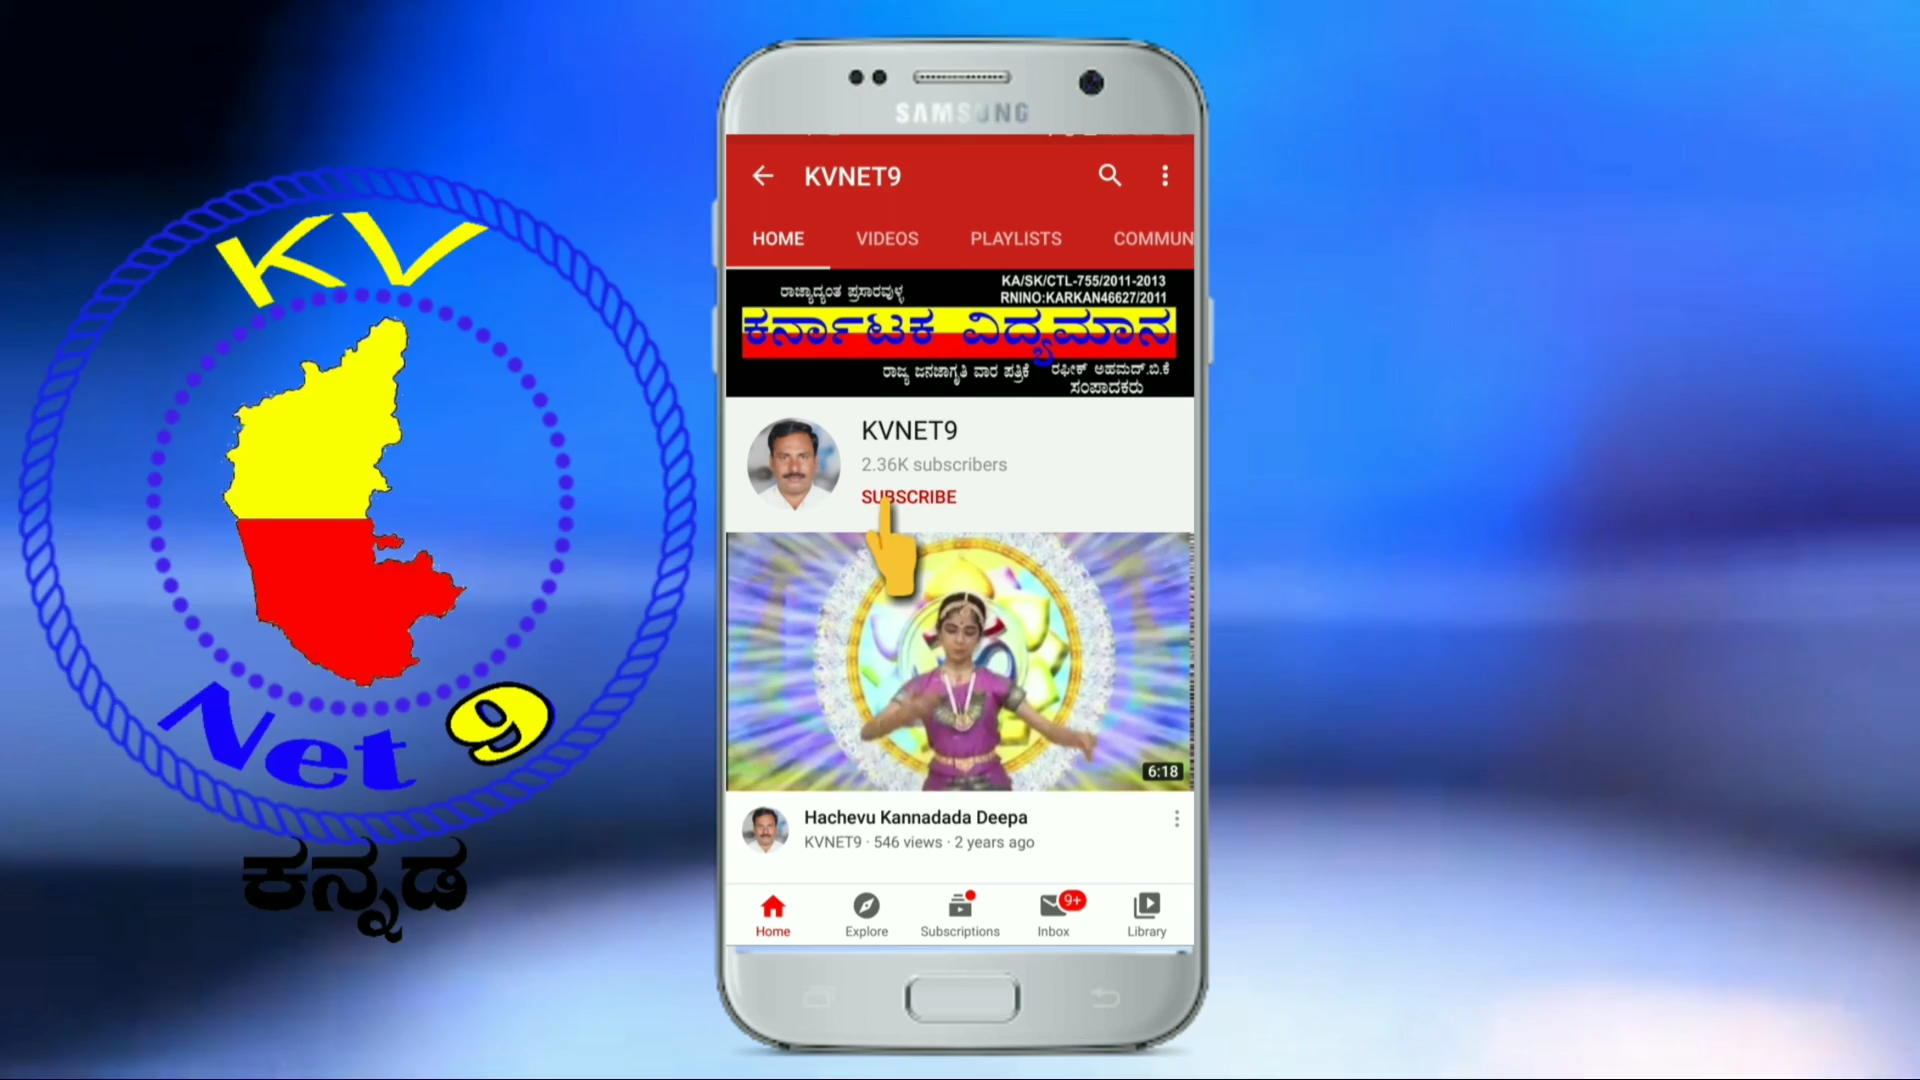 KV
Net 9
ಕನ್ನಡ
SAMSUNG
KVNET9
HOME VIDEOS PLAYLISTS COMMUN
ರಾಜ್ಯಾದ್ಯಂತ ಪ್ರಸಾರವುಳ್ಳ
KA/SK/CTL-755/2011-2013
RNINO:KARKAN46627/2011
ಕರ್ನಾಟಕ ವಿದ್ಯಮಾನ
ರಾಜ್ಯ ಜನಜಾಗೃತಿ ವಾರ ಪತ್ರಿಕೆ
ರಫೀಕ್ ಅಹಮದ್.ಬಿ.ಕೆ
ಸಂಪಾದಕರು
KVNET9
2.36K subscribers
SUBSCRIBE
6:18
Hachevu Kannadada Deepa
KVNET9 · 546 views · 2 years ago
9+
Home Explore Subscriptions Inbox Library